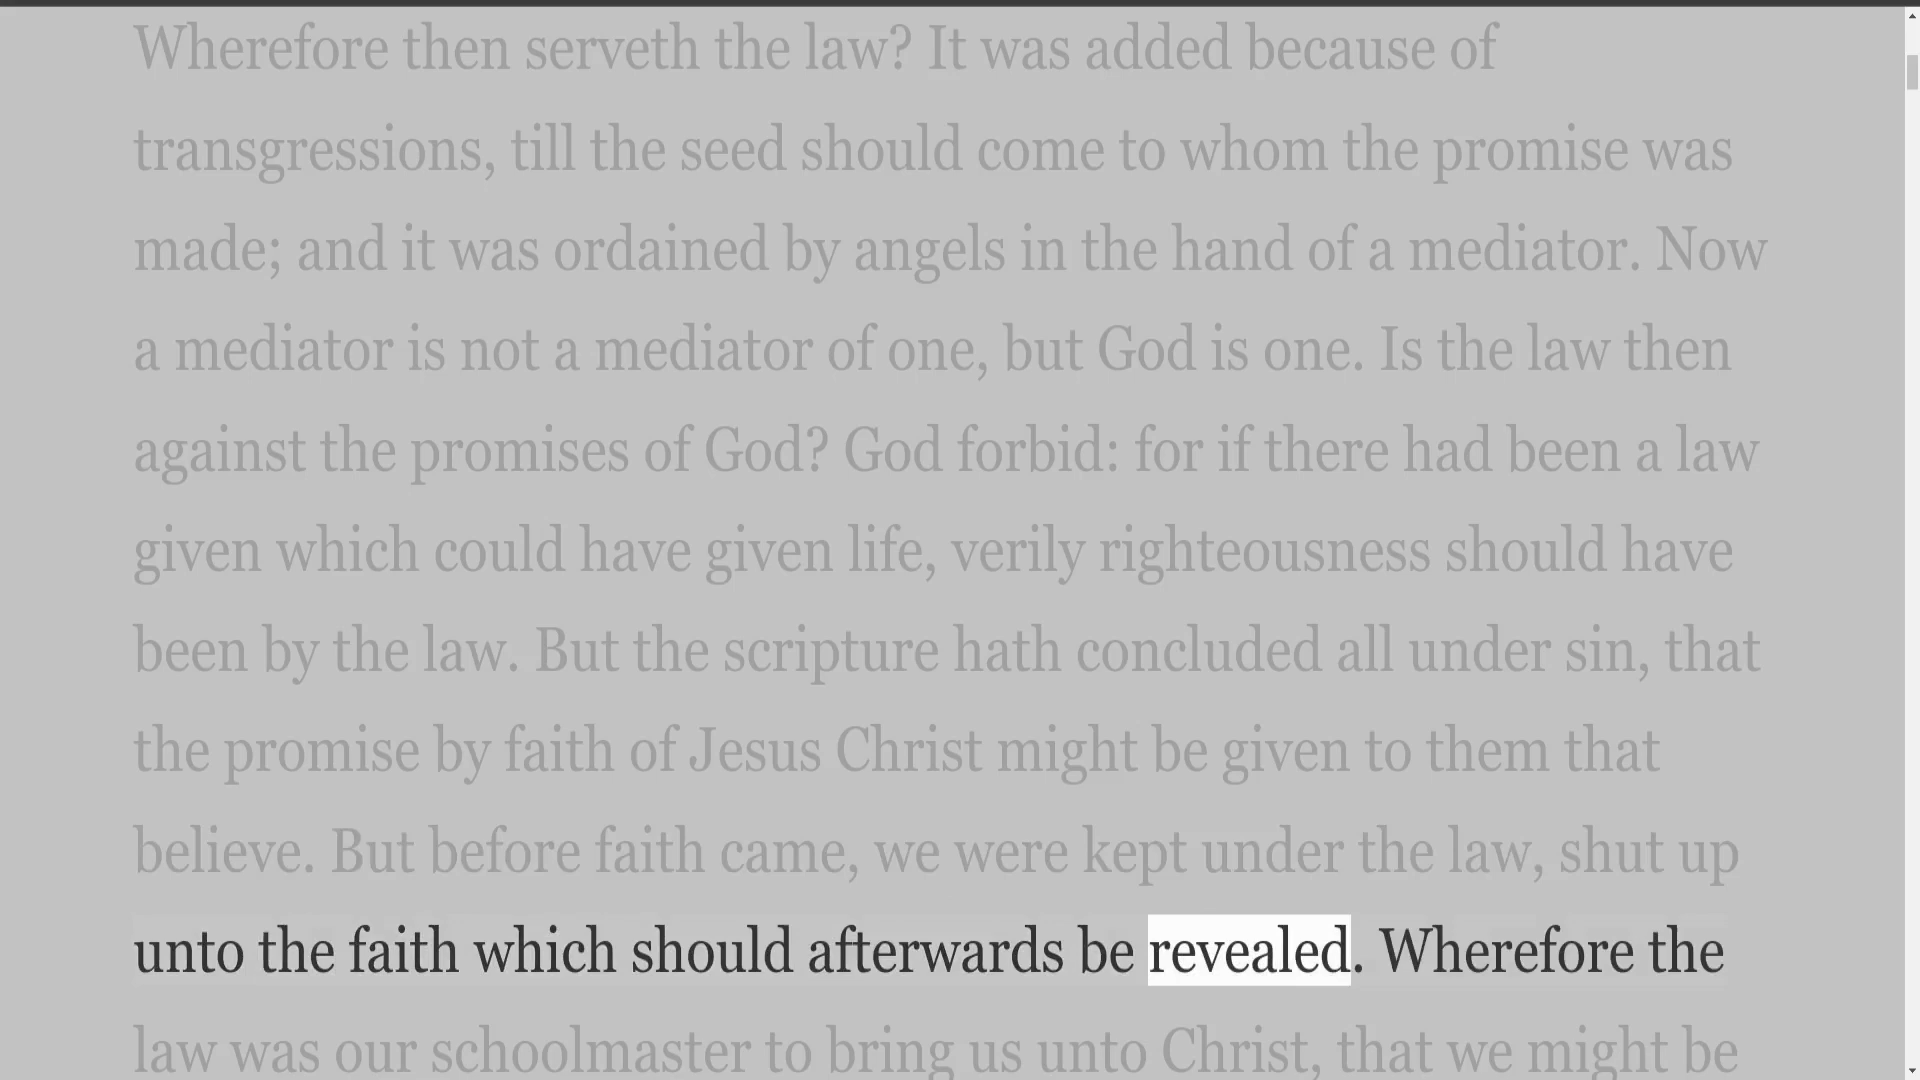 Wherefore then serveth the law? It was added because of
transgressions, till the seed should come to whom the promise was
made; and it was ordained by angels in the hand of a mediator. Now
a mediator is not a mediator of one, but God is one. Is the law then
against the promises of God? God forbid: for if there had been a law
given which could have given life, verily righteousness should have
been by the law. But the scripture hath concluded all under sin, that
the promise by faith of Jesus Christ might be given to them that
believe. But before faith came, we were kept under the law, shut up
unto the faith which should afterwards be revealed. Wherefore the
law was our schoolmaster to bring us unto Christ, that we might be